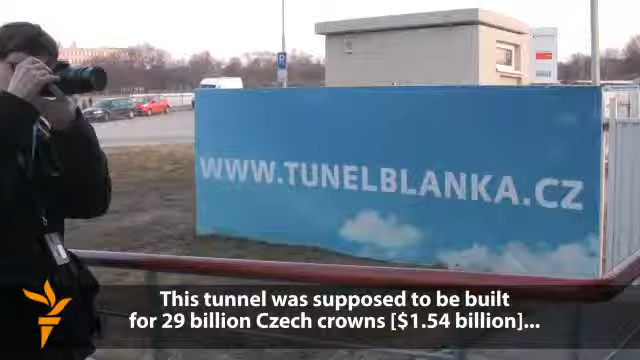 WWW.TUNELBLANKA.CZ
This tunnel was supposed to be built
for 29 billion Czech crowns [$1.54 billion]...